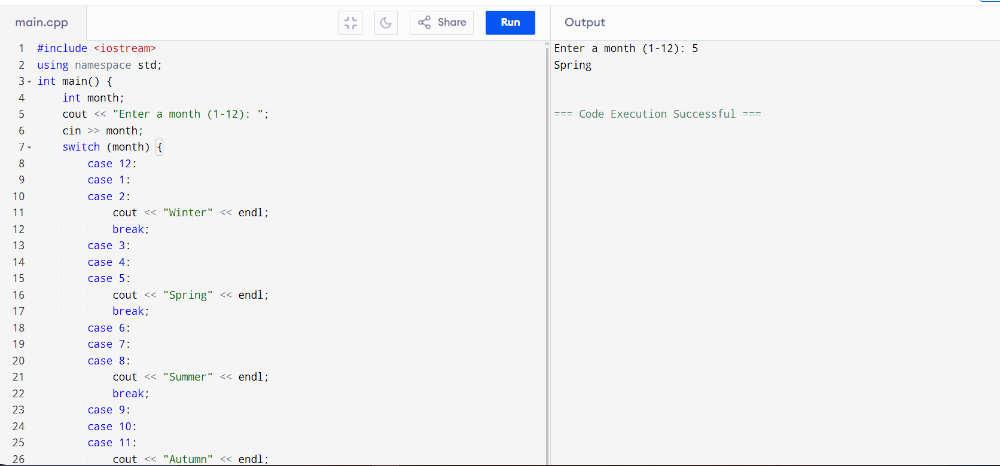 main.cpp
Share
Run
Output
1 #include <iostream>
2 using namespace std;
3 int main() {
4     int month;
5     cout << "Enter a month (1-12): ";
6     cin >> month;
7     switch (month) {
8         case 12:
9         case 1:
10         case 2:
11             cout << "Winter" << endl;
12             break;
13         case 3:
14         case 4:
15         case 5:
16             cout << "Spring" << endl;
17             break;
18         case 6:
19         case 7:
20         case 8:
21             cout << "Summer" << endl;
22             break;
23         case 9:
24         case 10:
25         case 11:
26             cout << "Autumn" << endl;
Enter a month (1-12): 5
Spring
=== Code Execution Successful ===